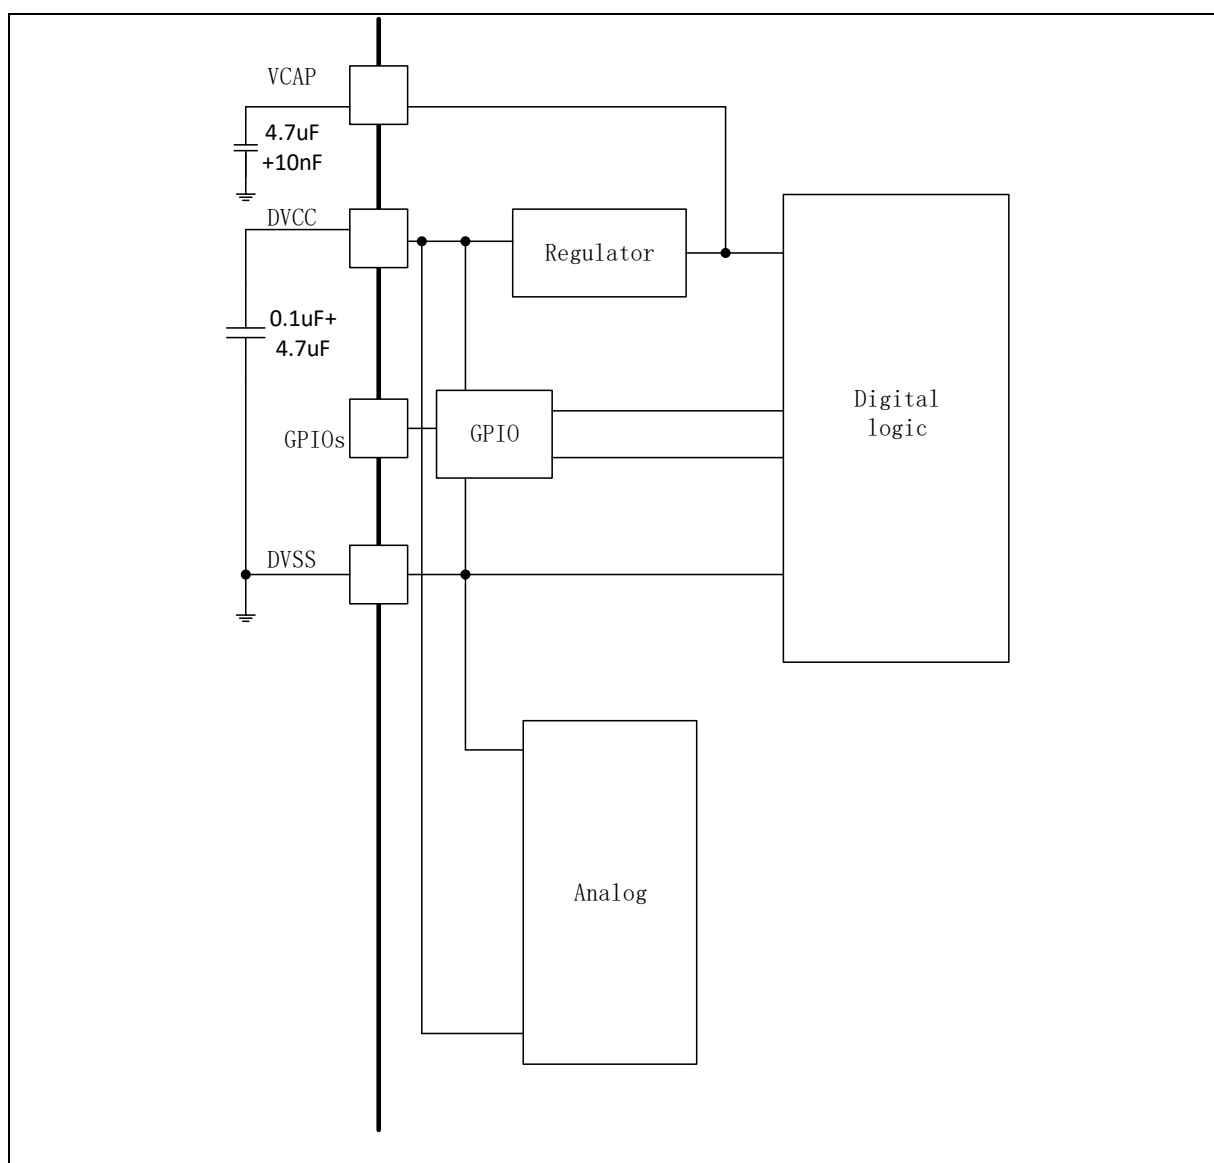 VCAP
4.7uF
+10nF
DVCC
Regulator
0.1uF+
4.7uF
Digital
logic
GPIOs
GPIO
DVSS
Analog